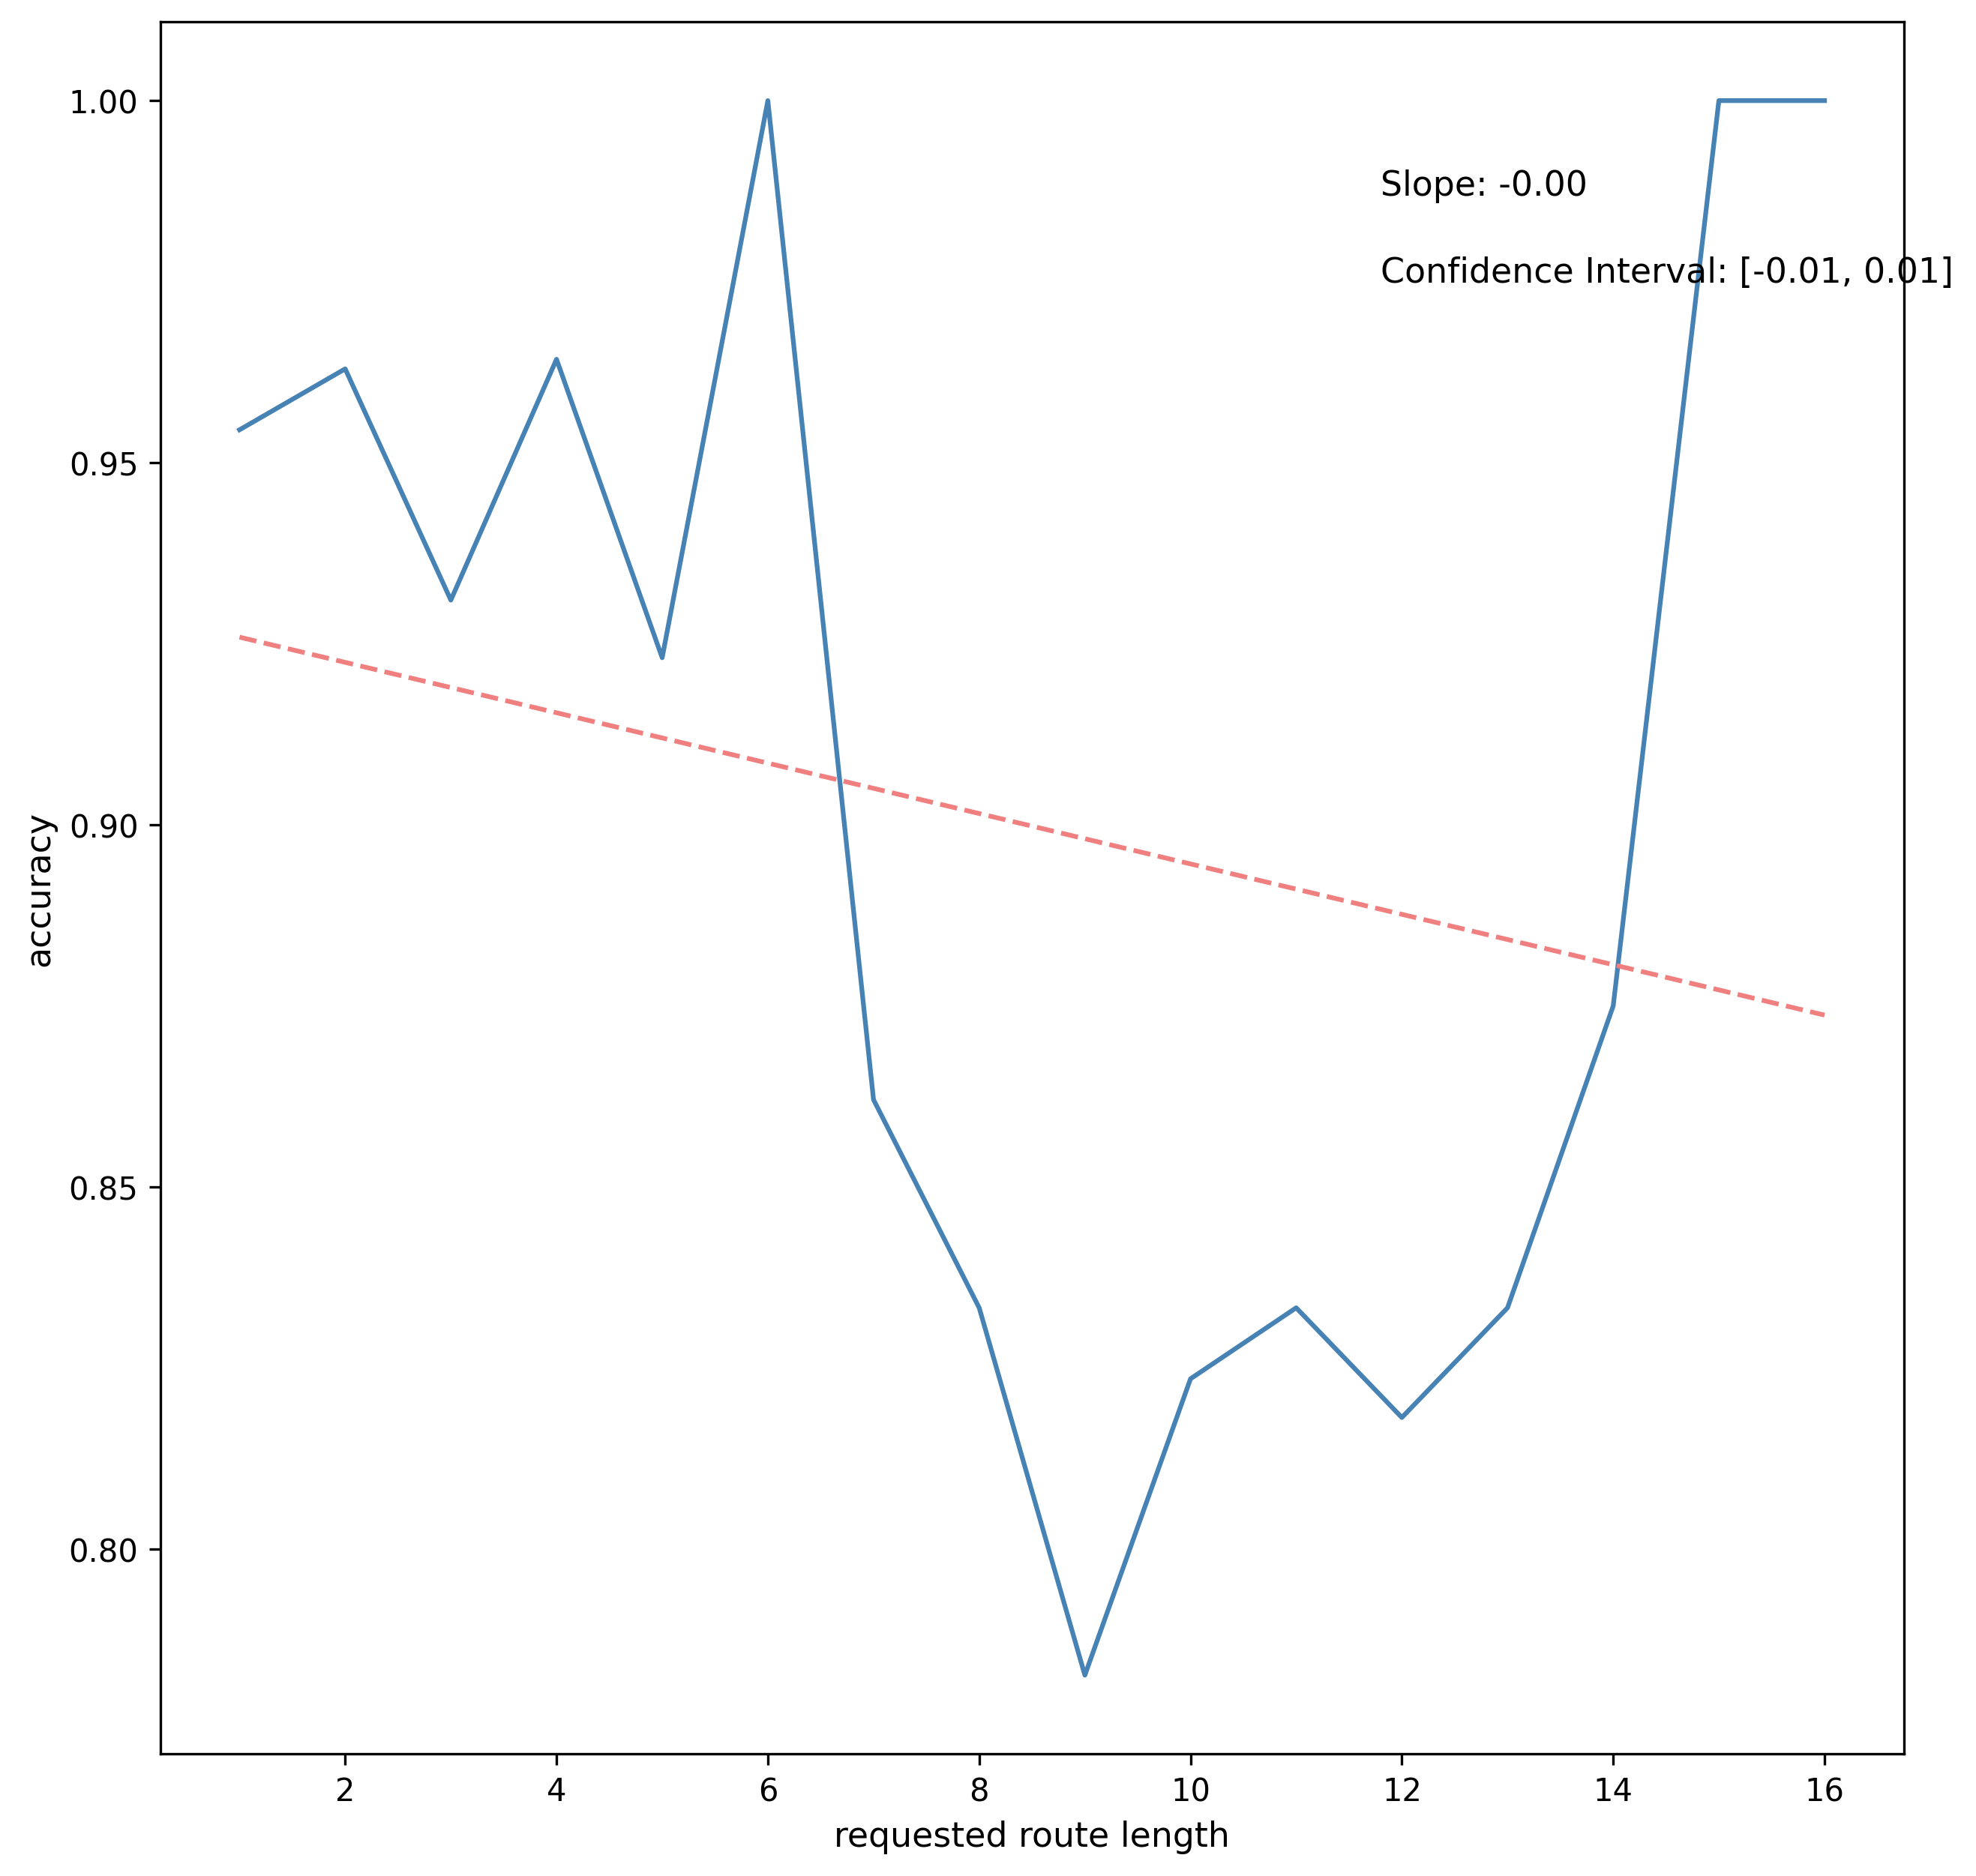 1.00
0.95
0.90
0.85
0.80
accuracy
Slope: -0.00
Confidence Interval: [-0.01, 0.01]
2 4 6 8 10 12 14 16
requested route length